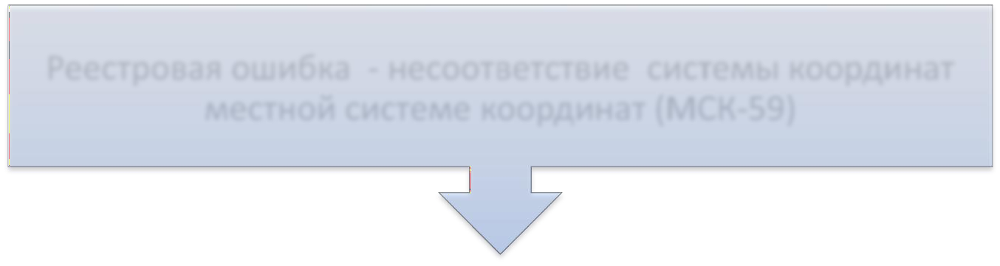 Реестровая ошибка - несоответствие системы координат
местной системе координат (МСК-59)